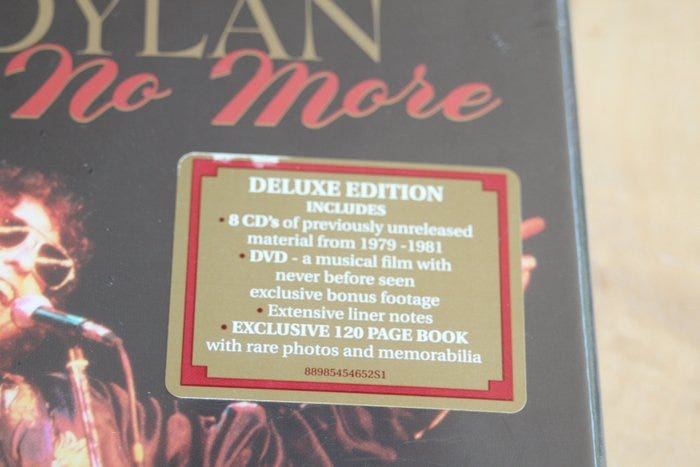 DYLAN
No More
DELUXE EDITION
INCLUDES
• 8 CD's of previously unreleased
material from 1979 -1981
• DVD - a musical film with
never before seen
exclusive bonus footage
• Extensive liner notes
• EXCLUSIVE 120 PAGE BOOK
with rare photos and memorabilia
88985454652S1